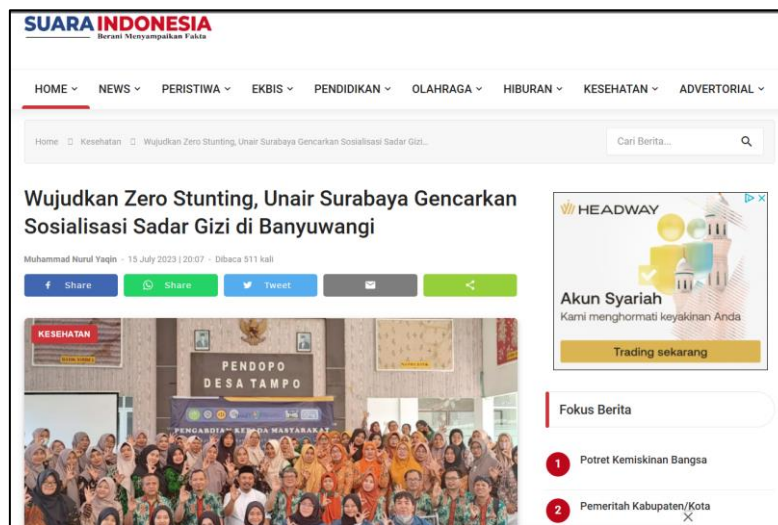 SUARA INDONESIA
Berani Menyampaikan Fakta
HOME NEWS PERISTIWA EKBIS PENDIDIKAN OLAHRAGA HIBURAN KESEHATAN ADVERTORIAL
Home Kesehatan Wujudkan Zero Stunting, Unair Surabaya Gencarkan Sosialisasi Sadar Gizi...
Cari Berita...
Wujudkan Zero Stunting, Unair Surabaya Gencarkan
Sosialisasi Sadar Gizi di Banyuwangi
Muhammad Nurul Yaqin - 15 July 2023 | 20:07 - Dibaca 511 kali
Share Share Tweet
KESEHATAN
PENDOPO
DESA TAMPO
PENGABDIAN KEPADA MASYARAKAT
HEADWAY
Akun Syariah
Kami menghormati keyakinan Anda
Trading sekarang
Fokus Berita
1 Potret Kemiskinan Bangsa
2 Pemeritah Kabupaten/Kota